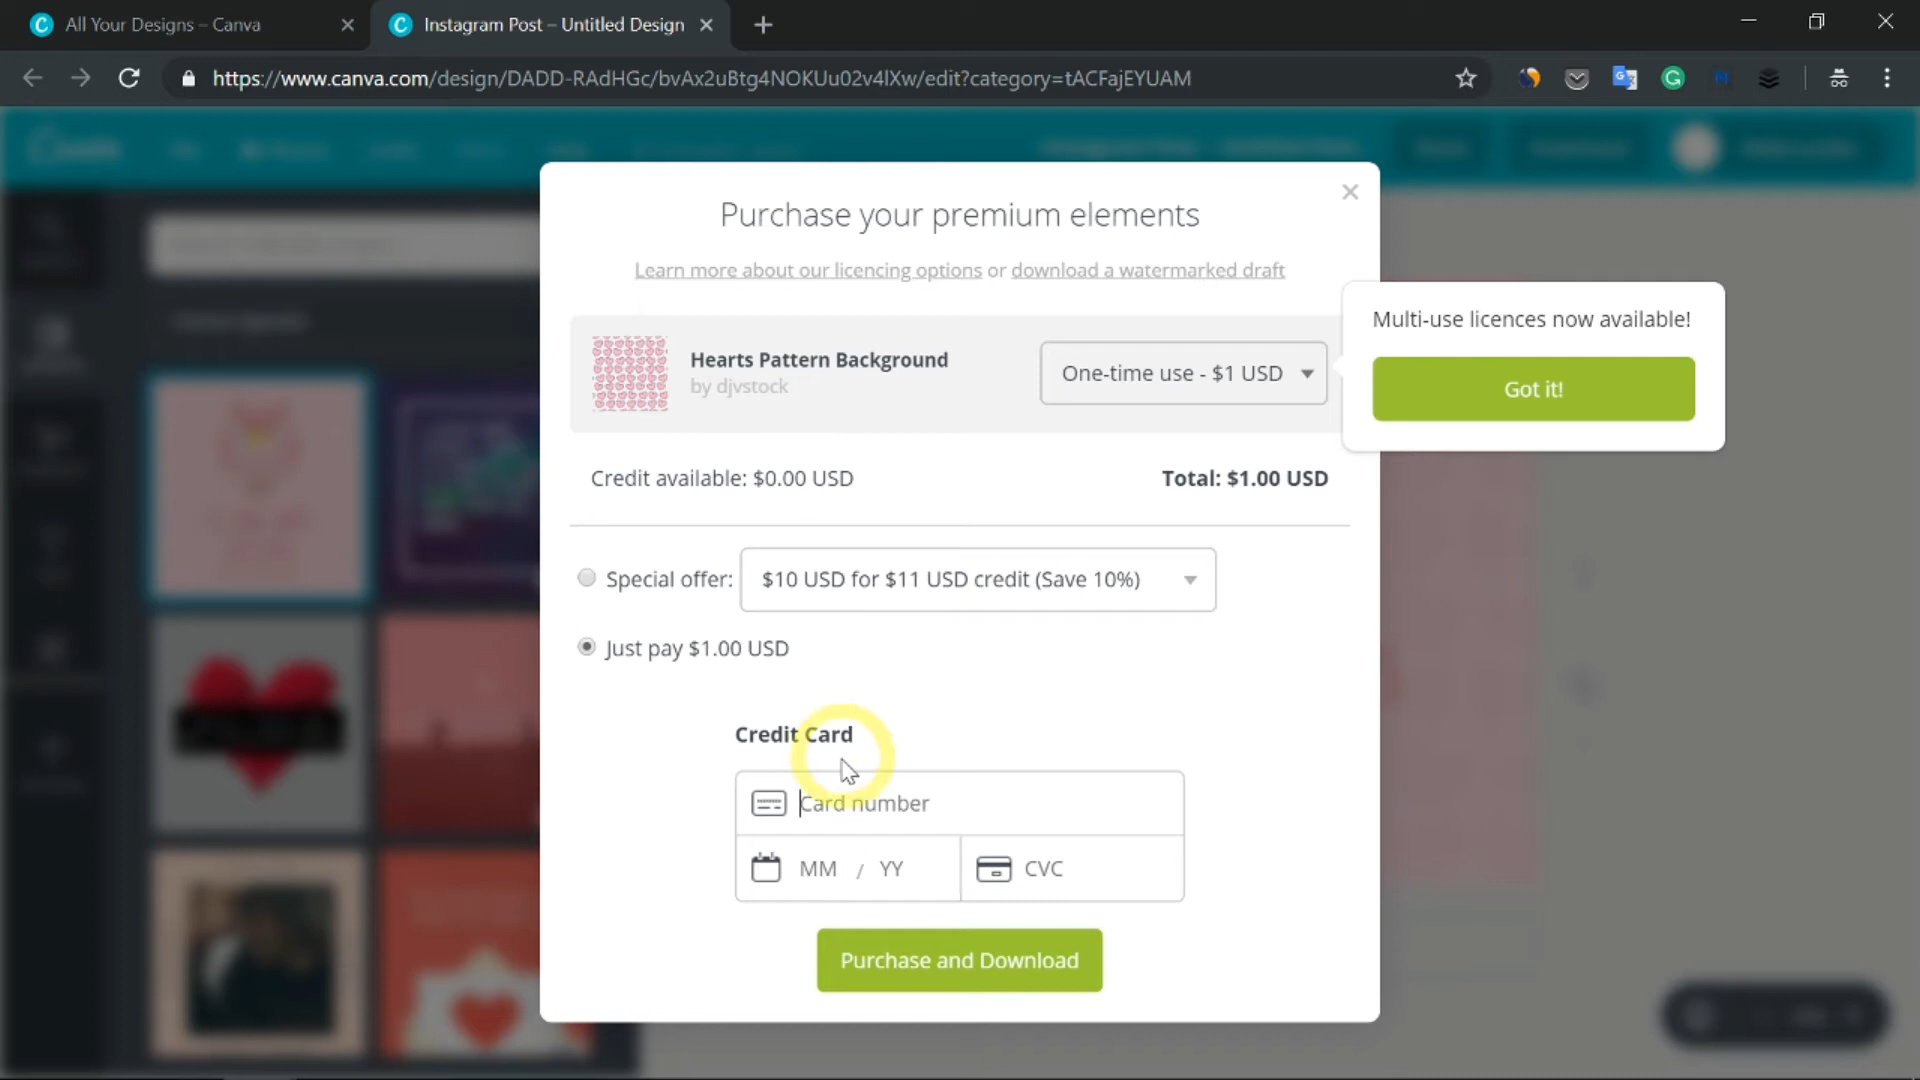 All Your Designs – Canva
Instagram Post – Untitled Design
https://www.canva.com/design/DADD-RAdHGc/bvAx2uBtg4NOKUu02v4lXw/edit?category=tACFajEYUAM
Canva
Purchase your premium elements
Learn more about our licencing options or download a watermarked draft
Multi-use licences now available!
Got it!
Hearts Pattern Background
by djvstock
One-time use - $1 USD
Credit available: $0.00 USD
Total: $1.00 USD
Special offer:
$10 USD for $11 USD credit (Save 10%)
Just pay $1.00 USD
Credit Card
Card number
MM / YY
CVC
Purchase and Download